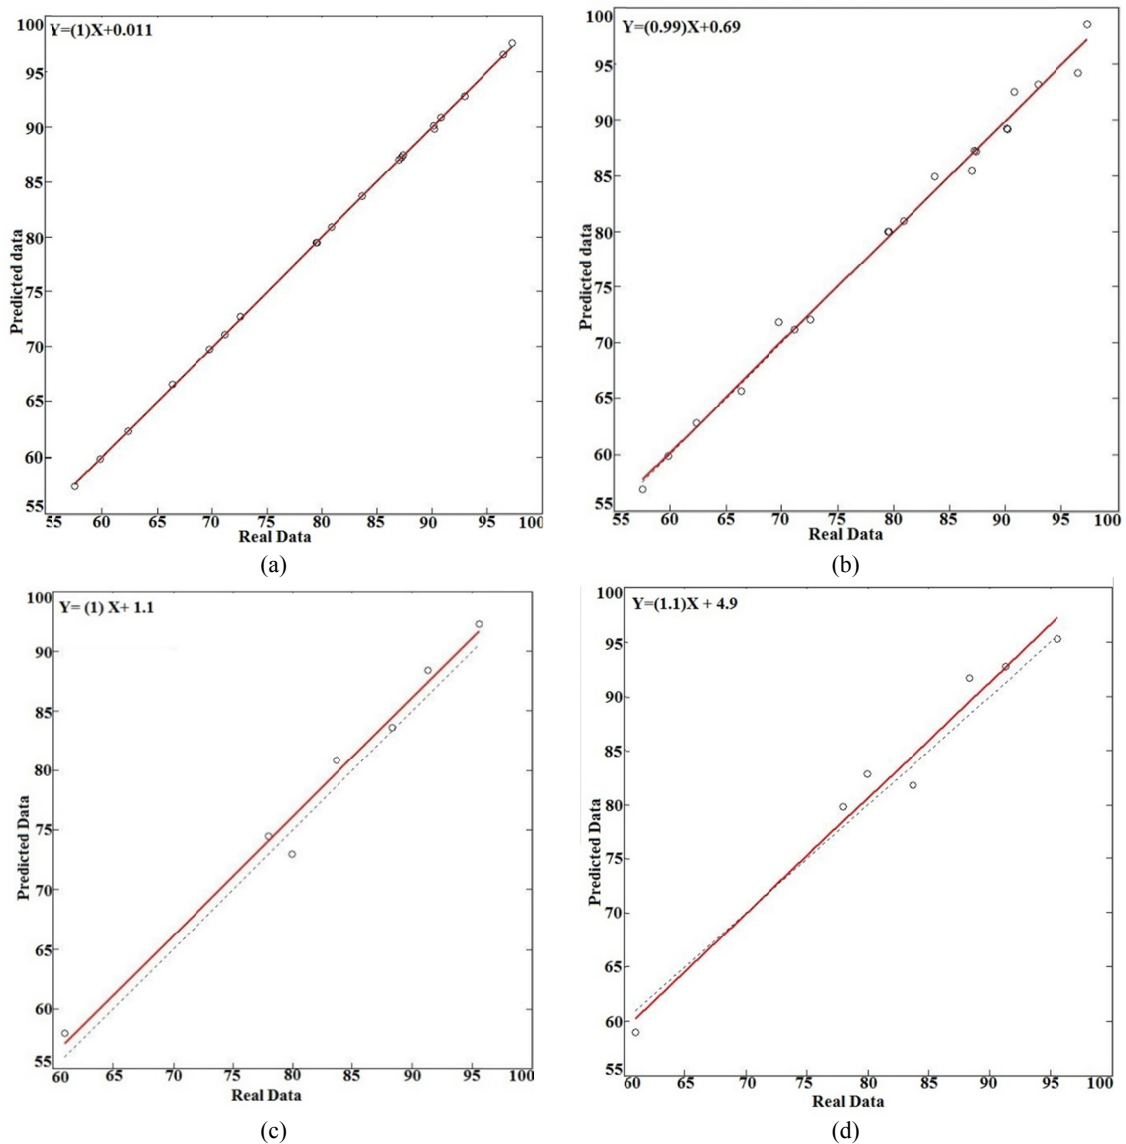 Y=(1)X+0.011
100
95
90
85
80
75
70
65
60
55
Predicted data
55 60 65 70 75 80 85 90 95 100
Real Data
(a)
Y=(0.99)X+0.69
100
95
90
85
80
75
70
65
60
55
Predicted data
55 60 65 70 75 80 85 90 95 100
Real Data
(b)
Y= (1) X+ 1.1
100
90
85
80
75
70
65
60
55
Predicted Data
60 65 70 75 80 85 90 95 100
Real Data
(c)
Y=(1.1)X + 4.9
100
95
90
85
80
75
70
65
60
55
Predicted Data
60 65 70 75 80 85 90 95 100
Real Data
(d)